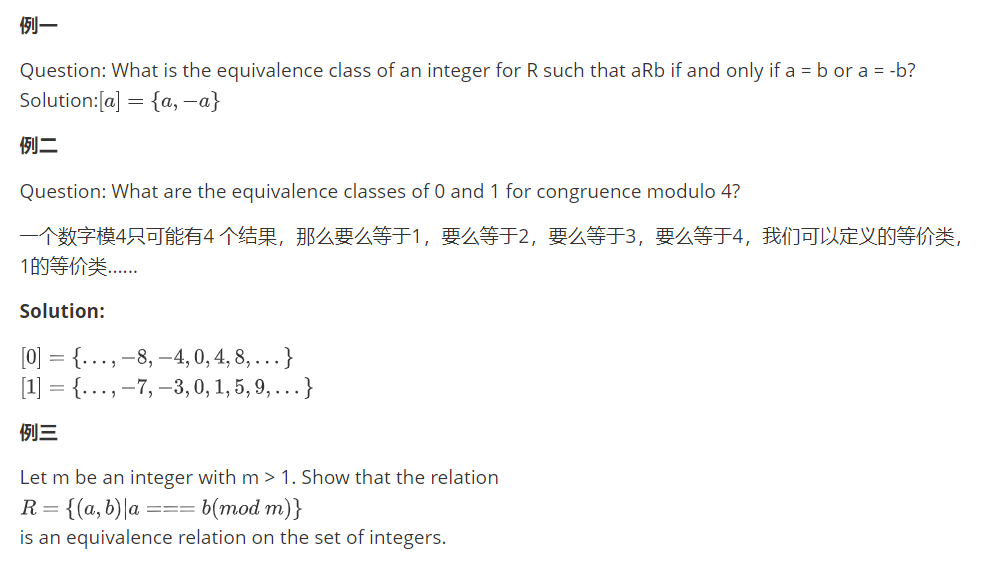 例一
Question: What is the equivalence class of an integer for R such that aRb if and only if a = b or a = -b?
Solution:[a] = {a, −a}
例二
Question: What are the equivalence classes of 0 and 1 for congruence modulo 4?
一个数字模4只可能有4 个结果，那么要么等于1，要么等于2，要么等于3，要么等于4，我们可以定义的等价类，
1的等价类......
Solution:
[0] = {..., −8, −4, 0, 4, 8, ...}
[1] = {..., −7, −3, 0, 1, 5, 9, ...}
例三
Let m be an integer with m > 1. Show that the relation
R = {(a, b)|a === b(mod m)}
is an equivalence relation on the set of integers.